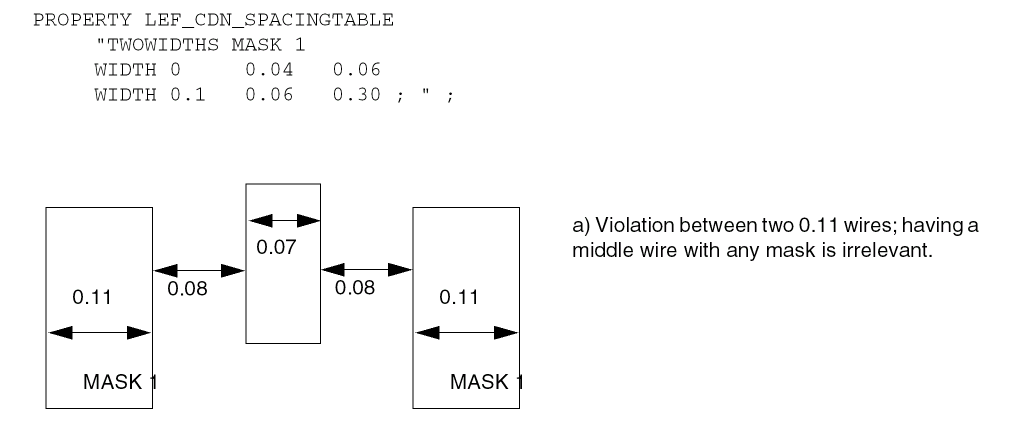 PROPERTY LEF_CDN_SPACINGTABLE
"TWOWIDTHS MASK 1
WIDTH 0 0.04 0.06
WIDTH 0.1 0.06 0.30 ; " ;
a) Violation between two 0.11 wires; having a
middle wire with any mask is irrelevant.
0.07
0.08
0.08
0.11
0.11
MASK 1
MASK 1